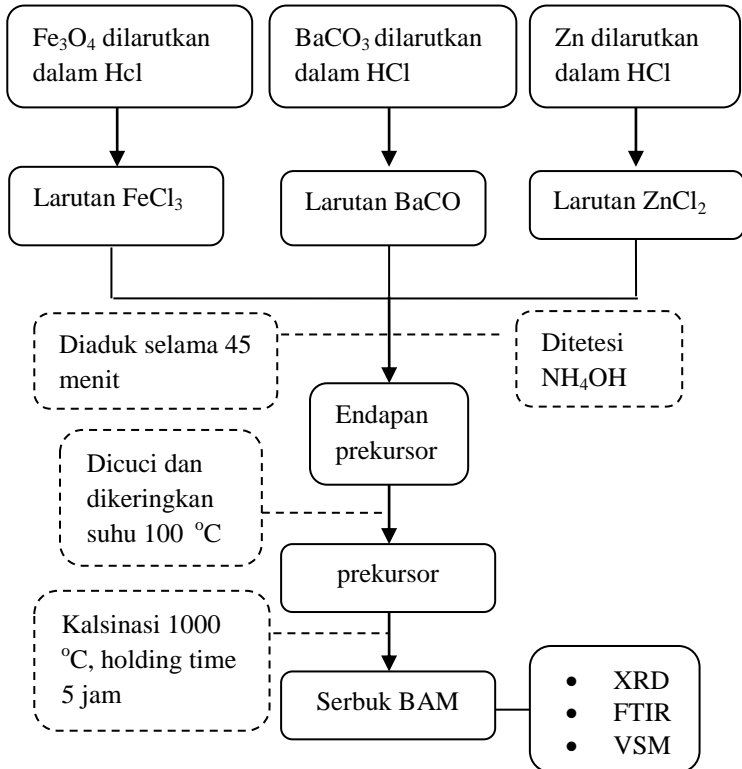 Fe₃O₄ dilarutkan
dalam Hcl
BaCO₃ dilarutkan
dalam HCl
Zn dilarutkan
dalam HCl
Larutan FeCl₃
Larutan BaCO
Larutan ZnCl₂
Diaduk selama 45
menit
Ditetesi
NH₄OH
Endapan
prekursor
Dicuci dan
dikeringkan
suhu 100 ᵒC
prekursor
Kalsinasi 1000
ᵒC, holding time
5 jam
Serbuk BAM
• XRD
• FTIR
• VSM